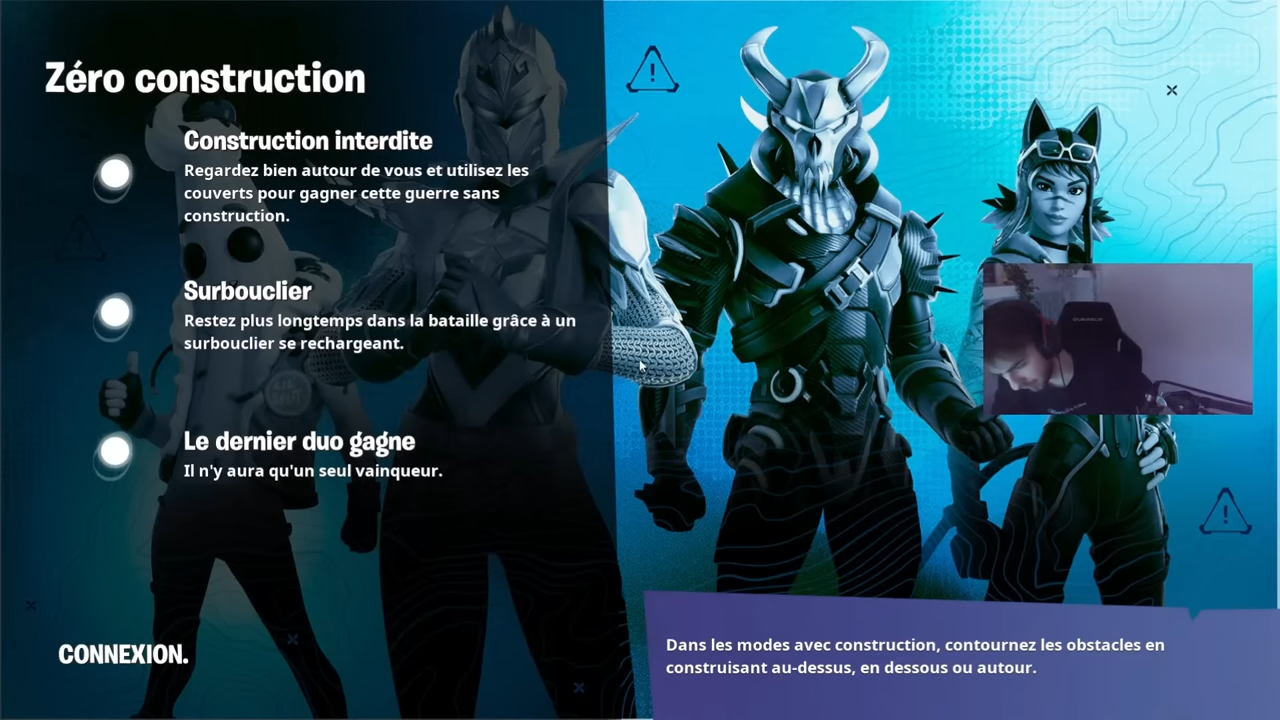 Zéro construction
Construction interdite
Regardez bien autour de vous et utilisez les
couverts pour gagner cette guerre sans
construction.
Surbouclier
Restez plus longtemps dans la bataille grâce à un
surbouclier se rechargeant.
Le dernier duo gagne
Il n'y aura qu'un seul vainqueur.
CONNEXION.
Dans les modes avec construction, contournez les obstacles en
construisant au-dessus, en dessous ou autour.